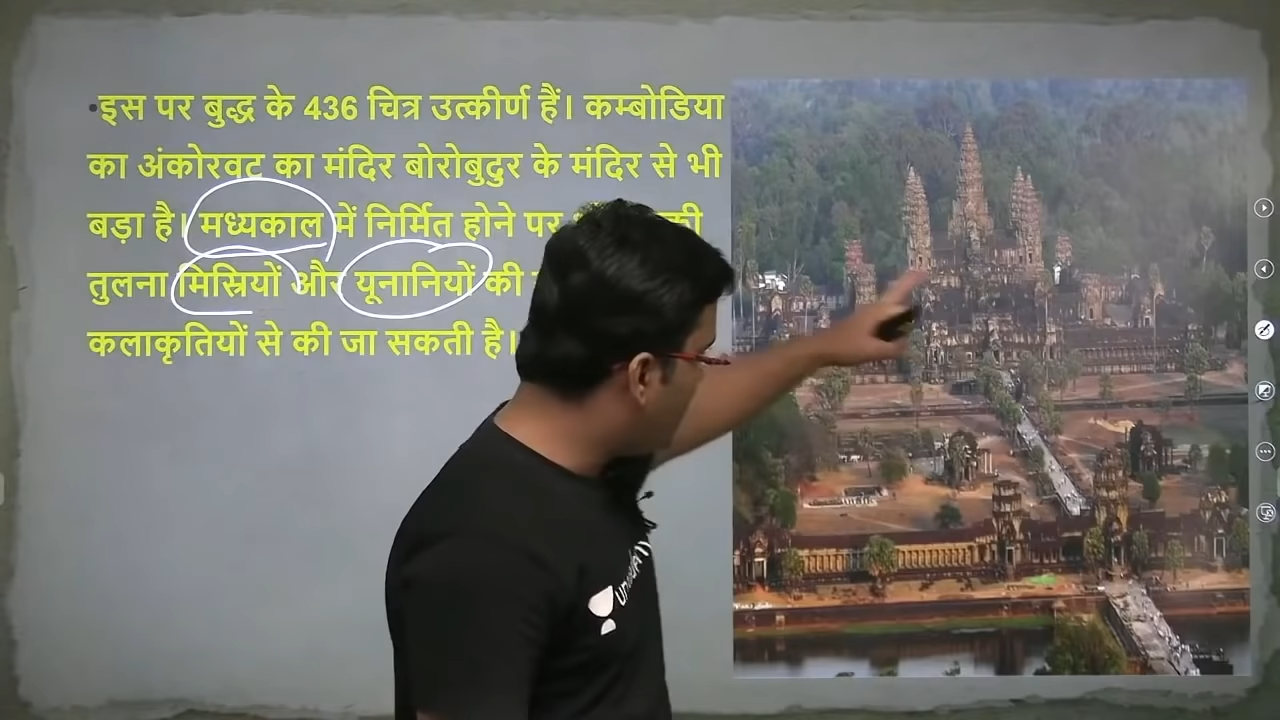 •इस पर बुद्ध के 436 चित्र उत्कीर्ण हैं। कम्बोडिया
का अंकोरवट का मंदिर बोरोबुदुर के मंदिर से भी
बड़ा है। मध्यकाल में निर्मित होने पर की
तुलना मिस्रियों और यूनानियों की
कलाकृतियों से की जा सकती है।